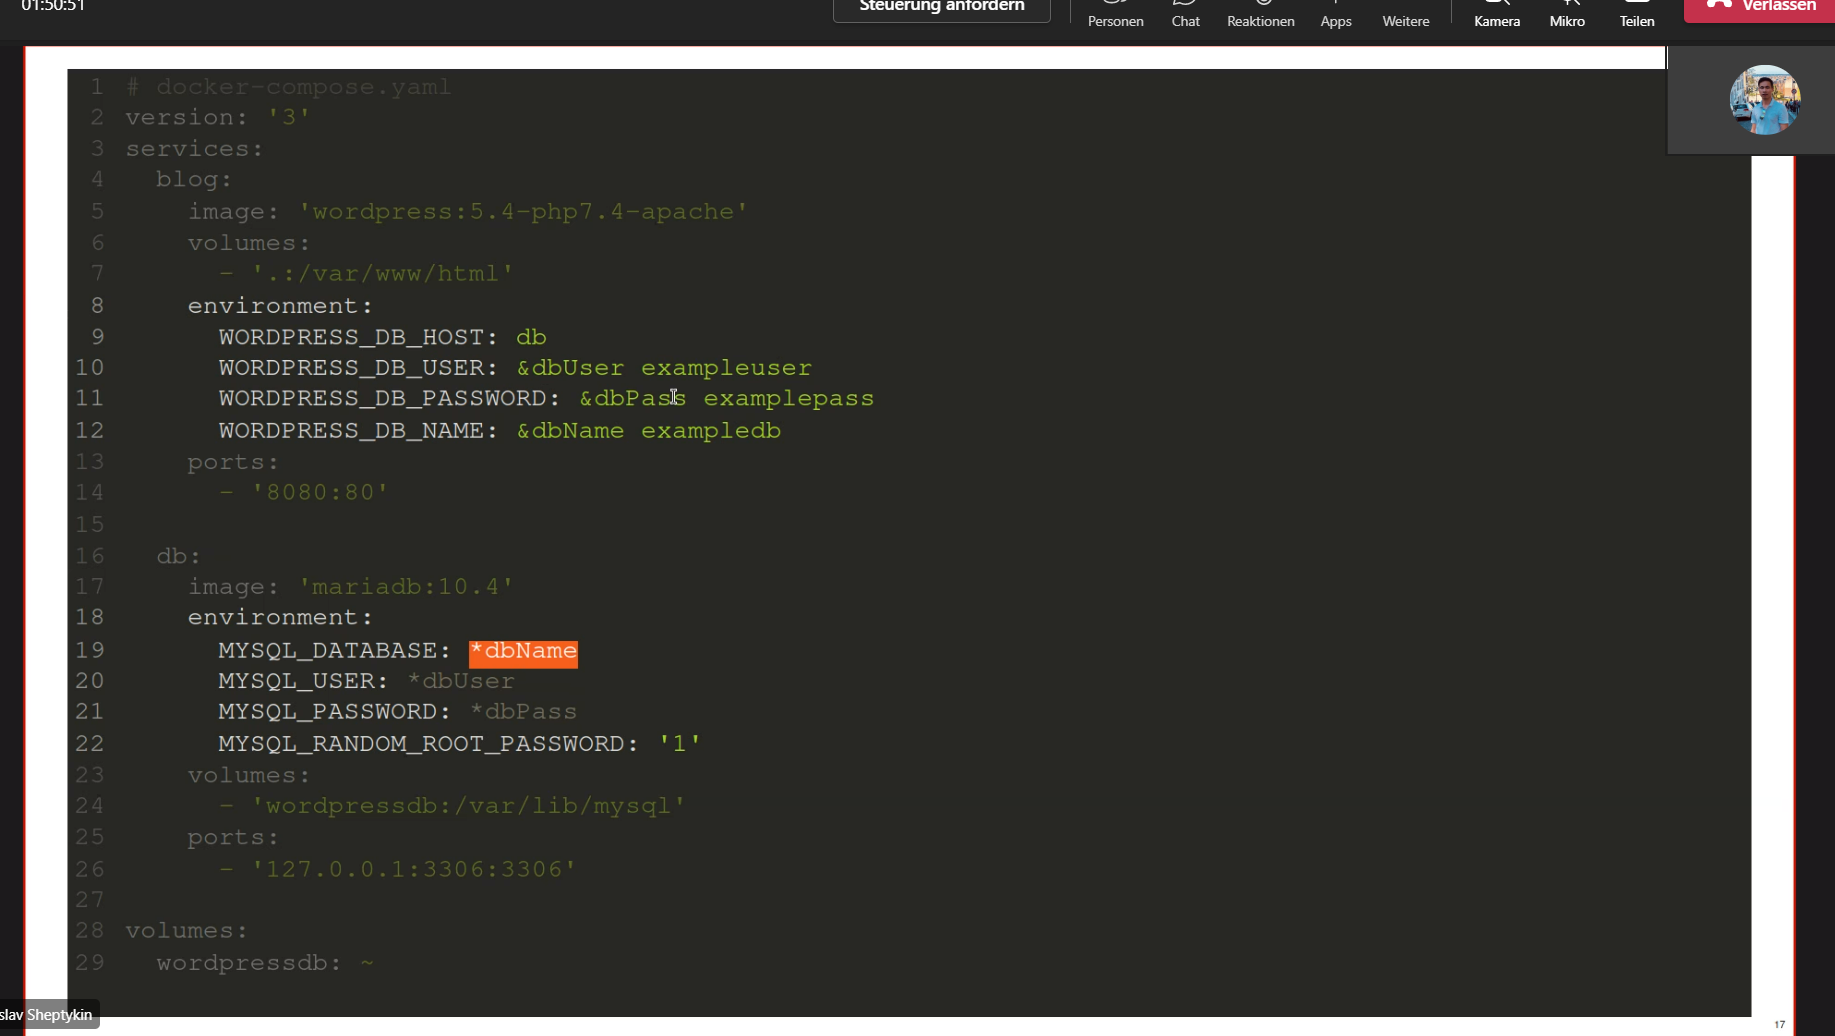 01:50:51
Steuerung anfordern
Personen
Chat
Reaktionen
Apps
Weitere
Kamera
Mikro
Teilen
Verlassen
1 # docker-compose.yaml
2 version: '3'
3 services:
4   blog:
5     image: 'wordpress:5.4-php7.4-apache'
6     volumes:
7       - '.:/var/www/html'
8     environment:
9       WORDPRESS_DB_HOST: db
10       WORDPRESS_DB_USER: &dbUser exampleuser
11       WORDPRESS_DB_PASSWORD: &dbPass examplepass
12       WORDPRESS_DB_NAME: &dbName exampledb
13     ports:
14       - '8080:80'
15
16   db:
17     image: 'mariadb:10.4'
18     environment:
19       MYSQL_DATABASE: *dbName
20       MYSQL_USER: *dbUser
21       MYSQL_PASSWORD: *dbPass
22       MYSQL_RANDOM_ROOT_PASSWORD: '1'
23     volumes:
24       - 'wordpressdb:/var/lib/mysql'
25     ports:
26       - '127.0.0.1:3306:3306'
27
28 volumes:
29   wordpressdb: ~
slav Sheptykin
17